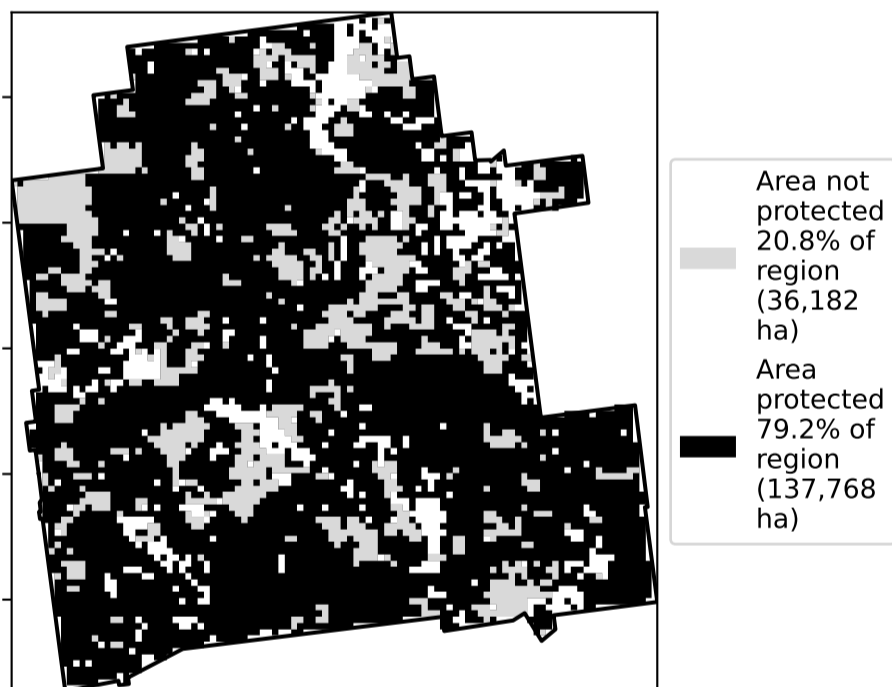 Area not
protected
20.8% of
region
(36,182
ha)
Area
protected
79.2% of
region
(137,768
ha)